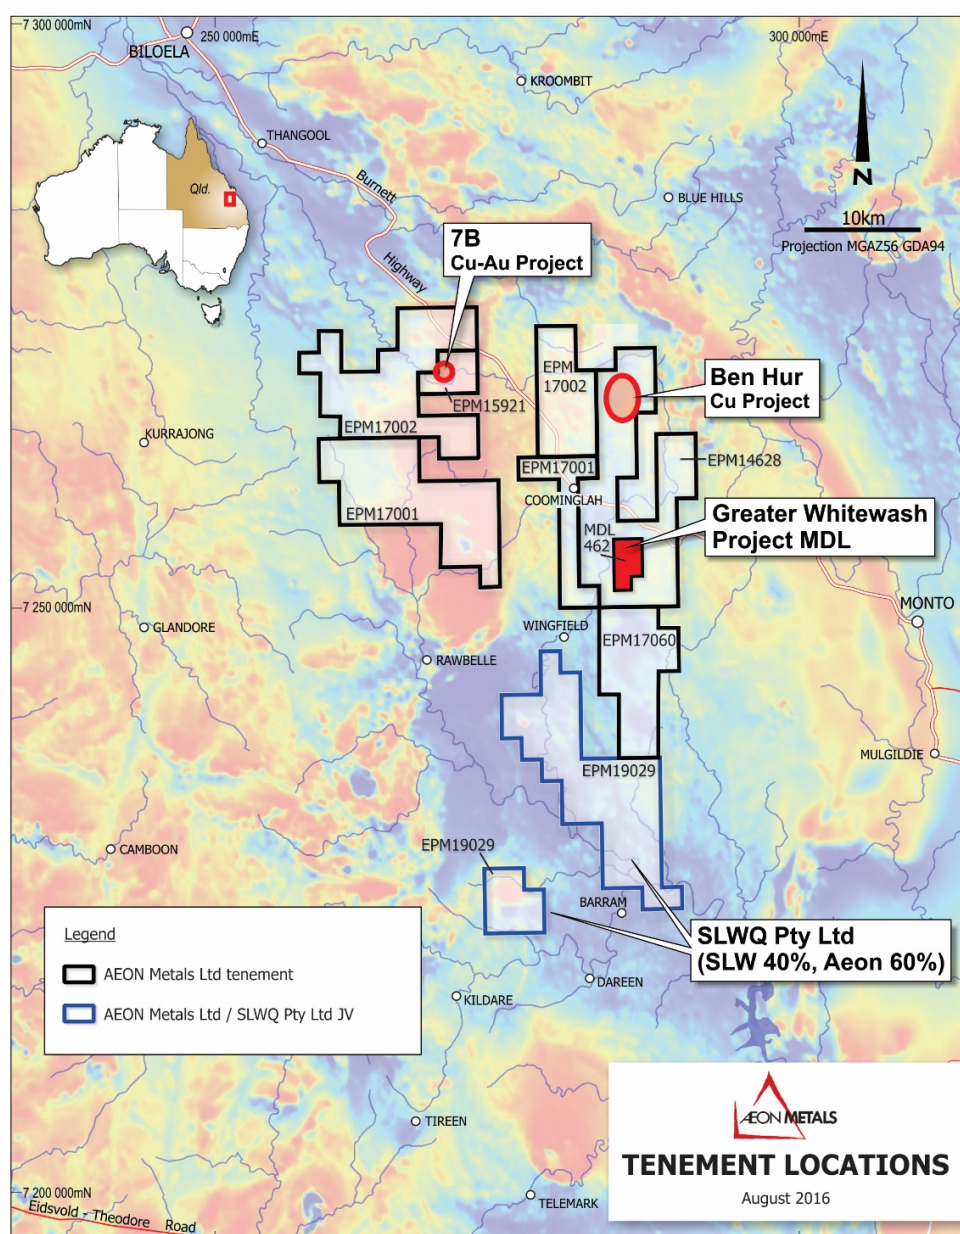 7 300 000mN
250 000mE
300 000mE
BILOELA
KROOMBIT
THANGOOL
Burnett
Highway
BLUE HILLS
N
10km
Projection MGAZ56 GDA94
Qld.
7B
Cu-Au Project
EPM
17002
Ben Hur
Cu Project
EPM15921
EPM17002
KURRAJONG
EPM17001
COOMINGLAH
EPM14628
EPM17001
MDL
462
Greater Whitewash
Project MDL
7 250 000mN
MONTO
GLANDORE
WINGFIELD
EPM17060
RAWBELLE
MULGILDIE
EPM19029
CAMBOON
EPM19029
BARRAM
SLWQ Pty Ltd
(SLW 40%, Aeon 60%)
Legend
AEON Metals Ltd tenement
AEON Metals Ltd / SLWQ Pty Ltd JV
DAREEN
KILDARE
TIREEN
TELEMARK
7 200 000mN
Eidsvold - Theodore Road
AEON METALS
TENEMENT LOCATIONS
August 2016